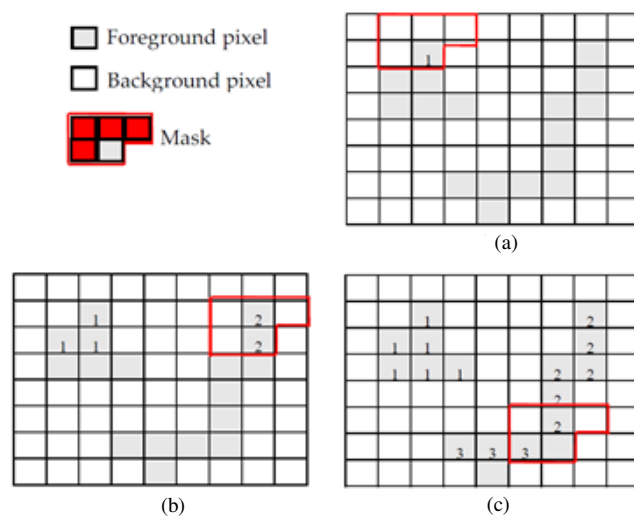 Foreground pixel
Background pixel
Mask
1
(a)
1 2
1 1 2
(b)
1 2
1 1 2
1 1 1 2 2
2
2
3 3 3
(c)